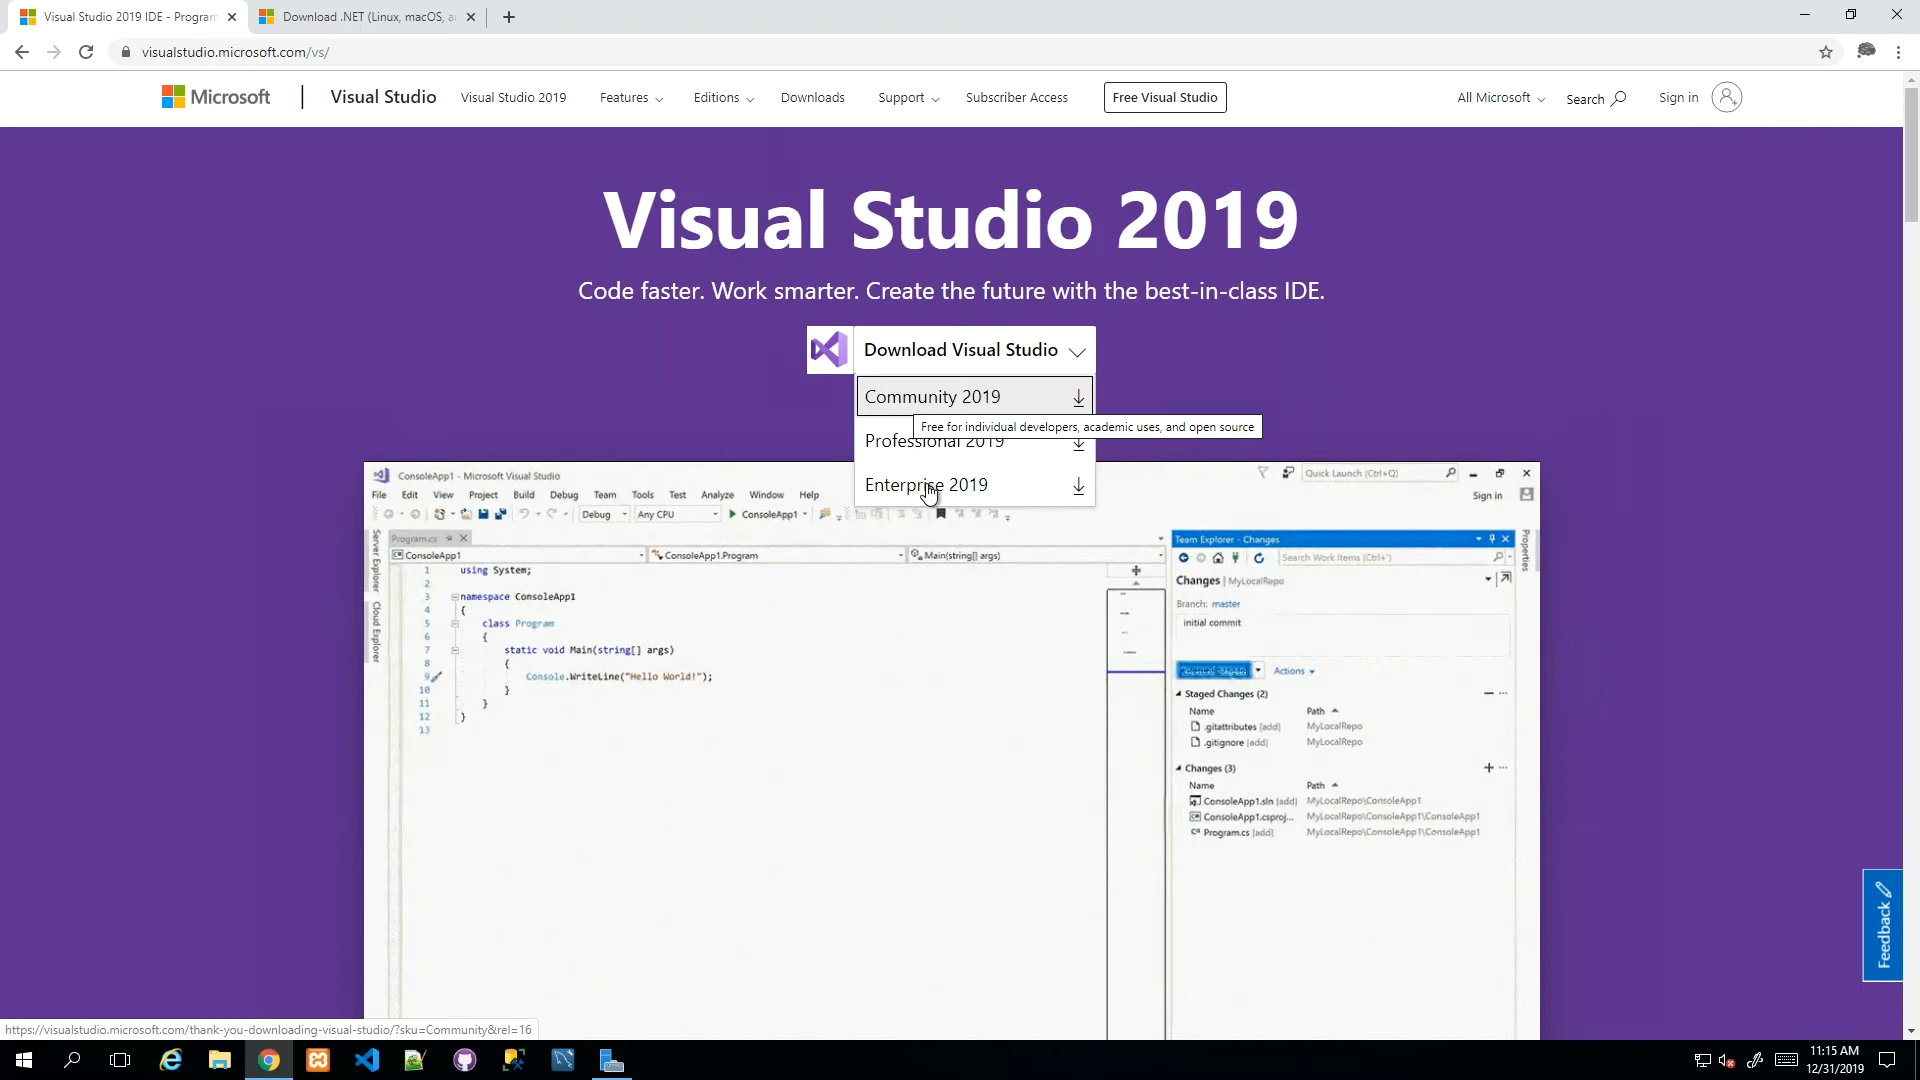 Visual Studio 2019 IDE - Program
Download .NET (Linux, macOS, a
visualstudio.microsoft.com/vs/
Microsoft
Visual Studio
Visual Studio 2019
Features
Editions
Downloads
Support
Subscriber Access
Free Visual Studio
All Microsoft
Search
Sign in
Visual Studio 2019
Code faster. Work smarter. Create the future with the best-in-class IDE.
Download Visual Studio
Community 2019
Free for individual developers, academic uses, and open source
Professional 2019
Enterprise 2019
ConsoleApp1 - Microsoft Visual Studio
Quick Launch (Ctrl+Q)
File Edit View Project Build Debug Team Tools Test Analyze Window Help
Sign in
Debug
Any CPU
ConsoleApp1
Server Explorer
Cloud Explorer
Program.cs
ConsoleApp1
ConsoleApp1.Program
Main(string[] args)
1 using System;
2
3 namespace ConsoleApp1
4 {
5 class Program
6 {
7 static void Main(string[] args)
8 {
9 Console.WriteLine("Hello World!");
10 }
11 }
12 }
13
Team Explorer - Changes
Properties
Search Work Items (Ctrl+')
Changes | MyLocalRepo
Branch: master
initial commit
Actions
Staged Changes (2)
Name Path
.gitattributes [add] MyLocalRepo
.gitignore [add] MyLocalRepo
Changes (3)
Name Path
ConsoleApp1.sln [add] MyLocalRepo\ConsoleApp1
ConsoleApp1.csproj... MyLocalRepo\ConsoleApp1\ConsoleApp1
Program.cs [add] MyLocalRepo\ConsoleApp1\ConsoleApp1
Feedback
https://visualstudio.microsoft.com/thank-you-downloading-visual-studio/?sku=Community&rel=16
11:15 AM
12/31/2019